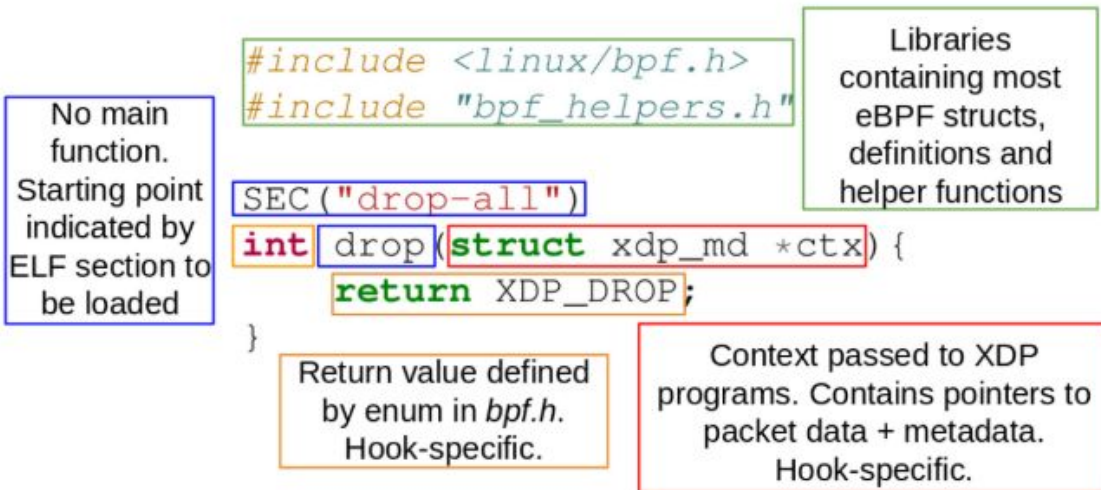 #include <linux/bpf.h>
#include "bpf_helpers.h"
Libraries
containing most
eBPF structs,
definitions and
helper functions
No main
function.
Starting point
indicated by
ELF section to
be loaded
SEC("drop-all")
int drop(struct xdp_md *ctx){
return XDP_DROP;
}
Return value defined
by enum in bpf.h.
Hook-specific.
Context passed to XDP
programs. Contains pointers to
packet data + metadata.
Hook-specific.